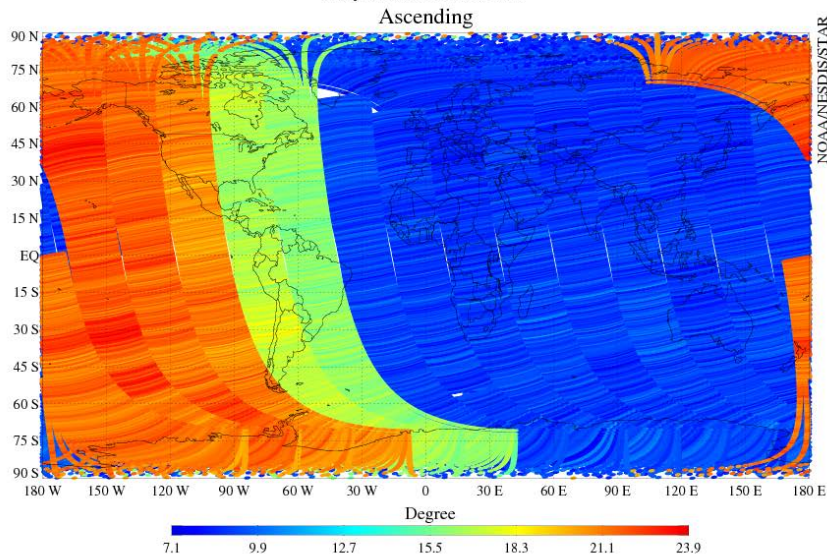 Ascending
90 N
75 N
60 N
45 N
30 N
15 N
EQ
15 S
30 S
45 S
60 S
75 S
90 S
180 W 150 W 120 W 90 W 60 W 30 W 0 30 E 60 E 90 E 120 E 150 E 180 E
NOAA/NESDIS/STAR
Degree
7.1 9.9 12.7 15.5 18.3 21.1 23.9